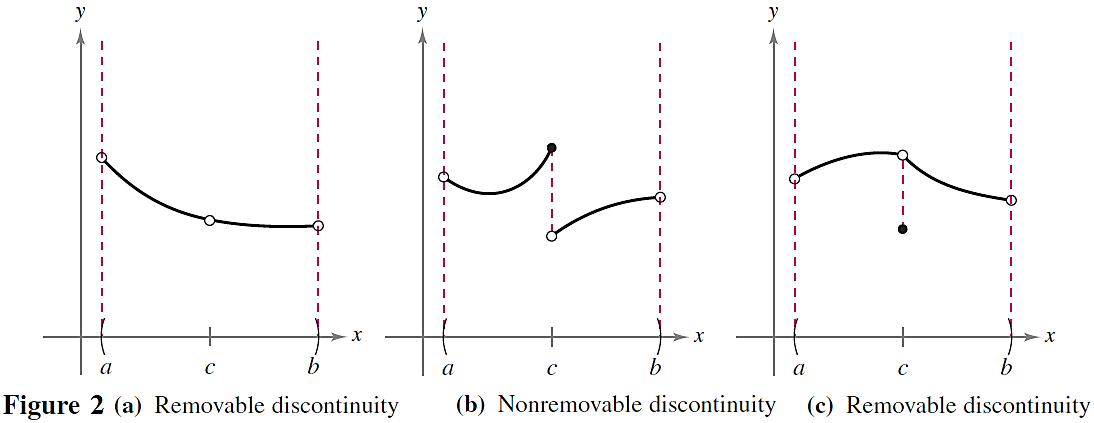 y y y
x x x
a c b a c b a c b
Figure 2 (a) Removable discontinuity (b) Nonremovable discontinuity (c) Removable discontinuity